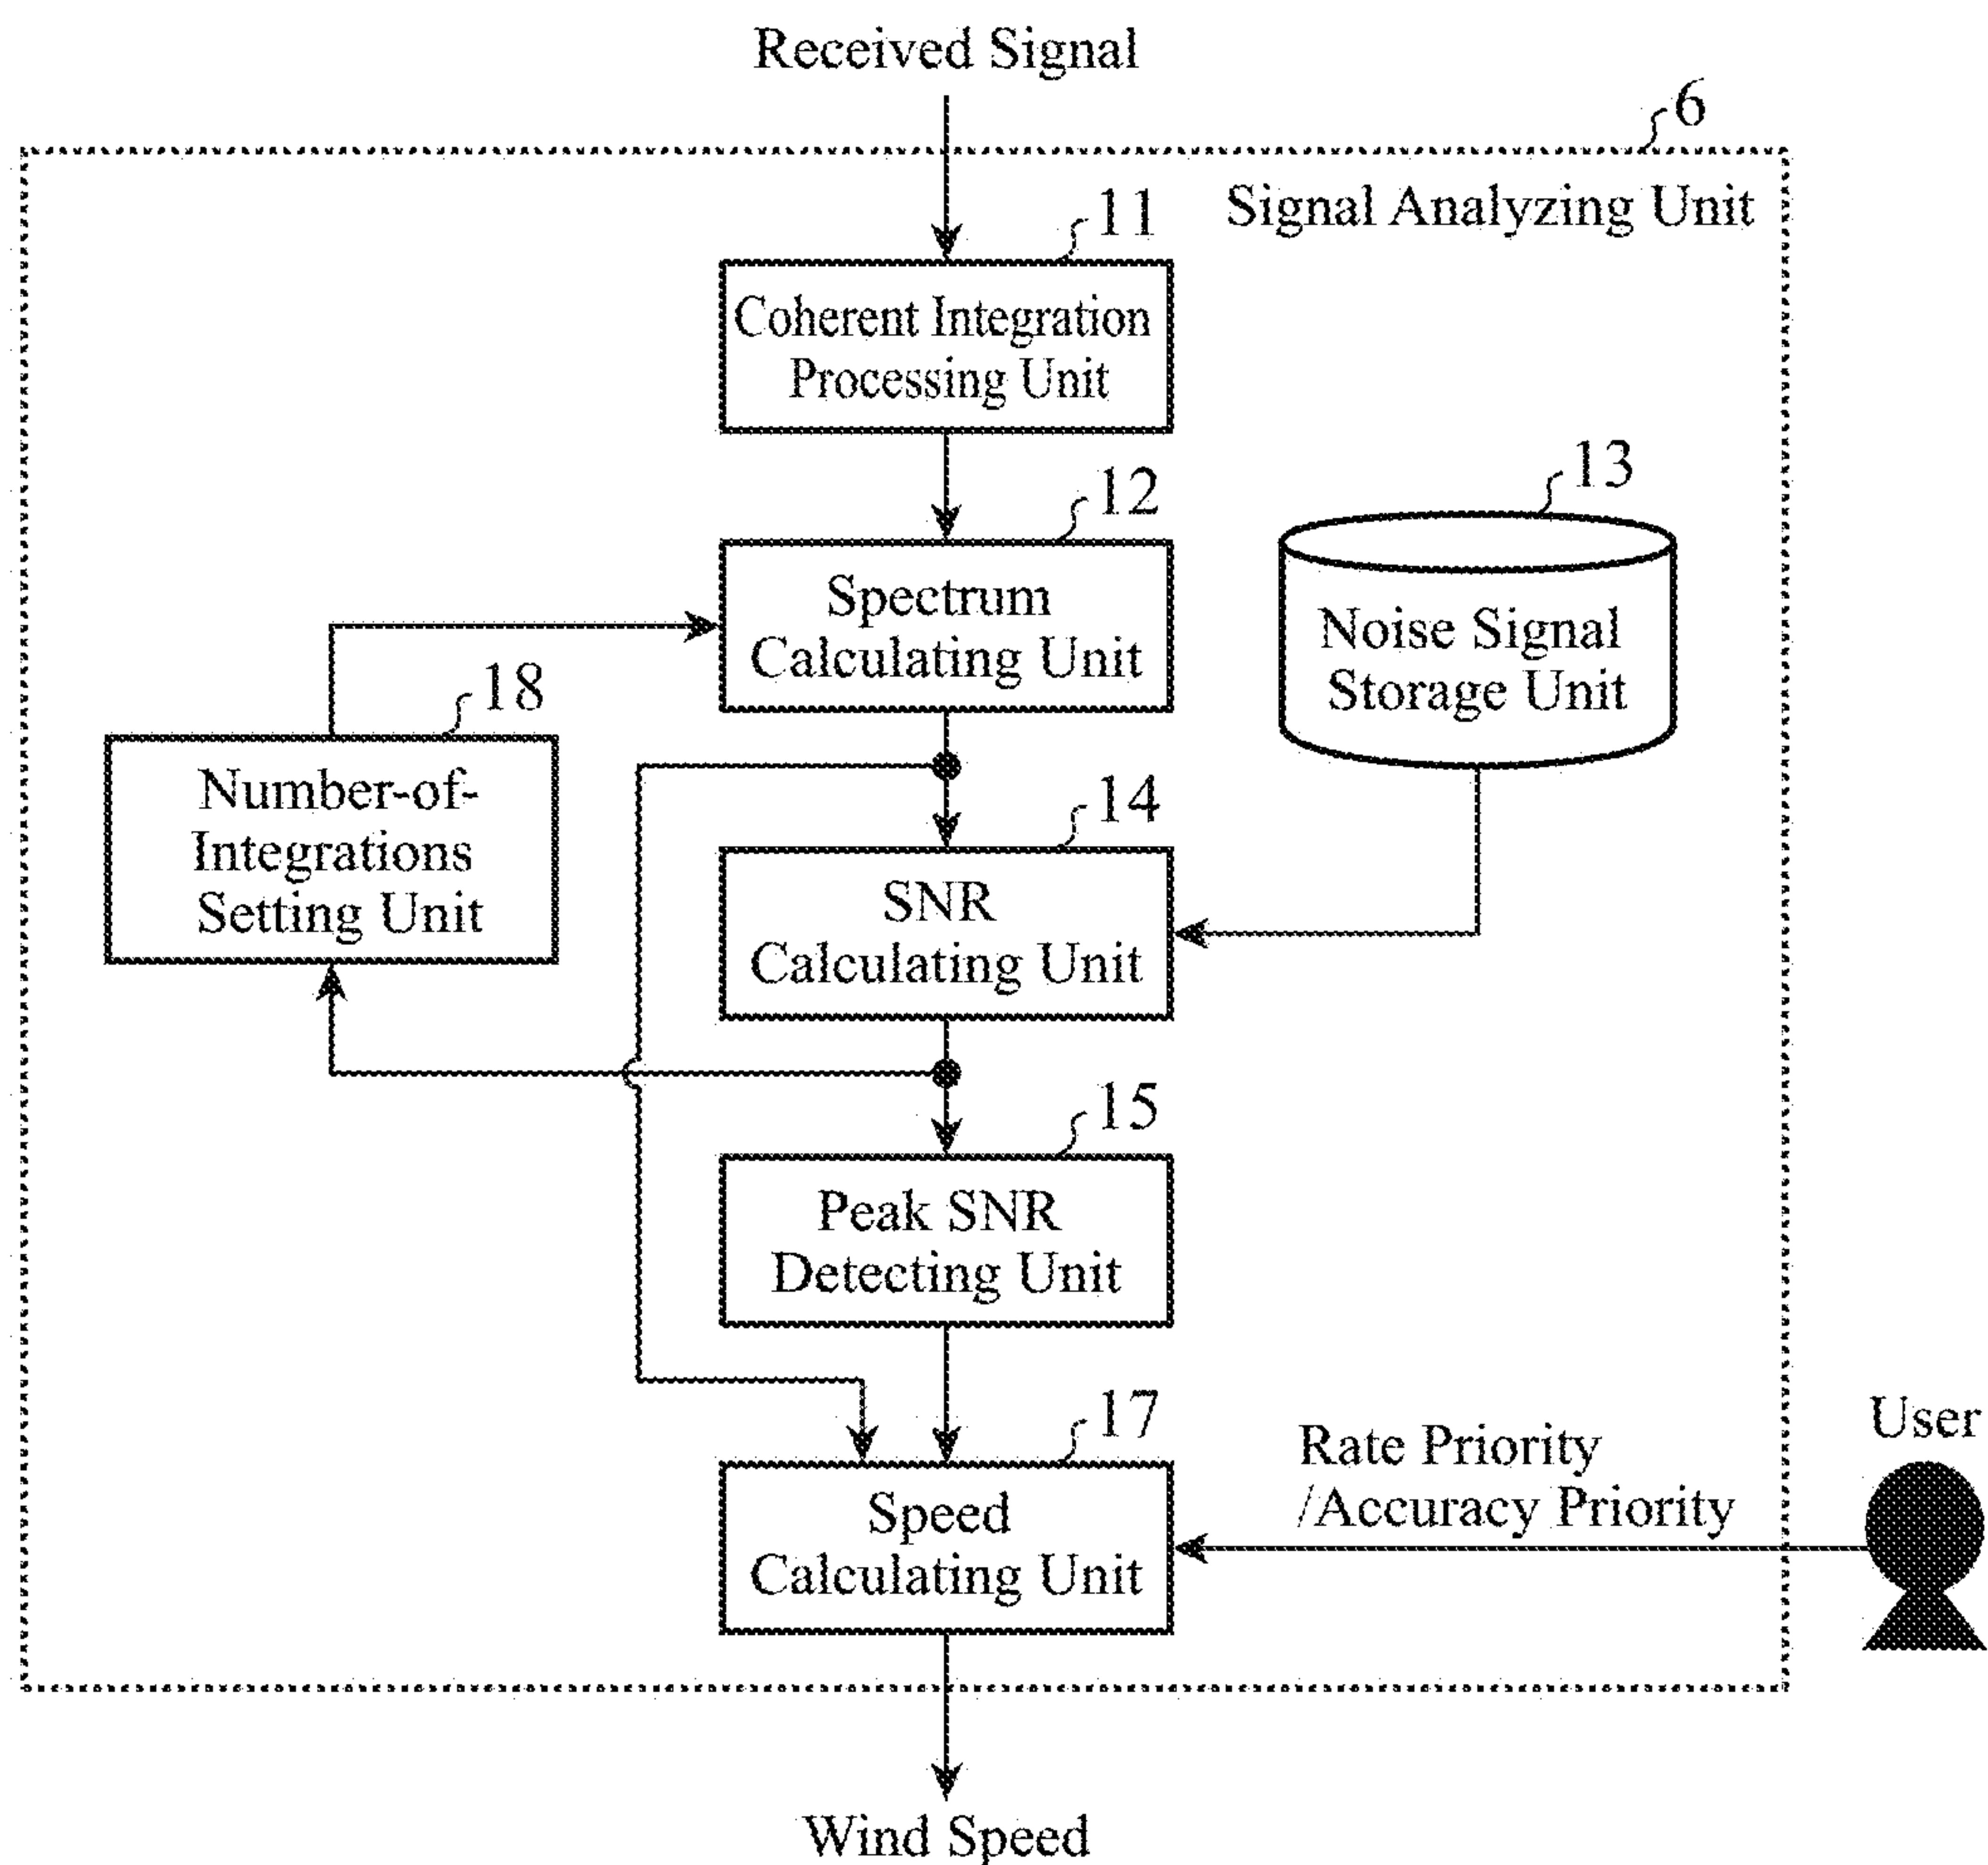 Received Signal
6
Signal Analyzing Unit
11
Coherent Integration
Processing Unit
12
Spectrum
Calculating Unit
13
Noise Signal
Storage Unit
18
Number-of-
Integrations
Setting Unit
14
SNR
Calculating Unit
15
Peak SNR
Detecting Unit
17
Speed
Calculating Unit
Rate Priority
/Accuracy Priority
User
Wind Speed